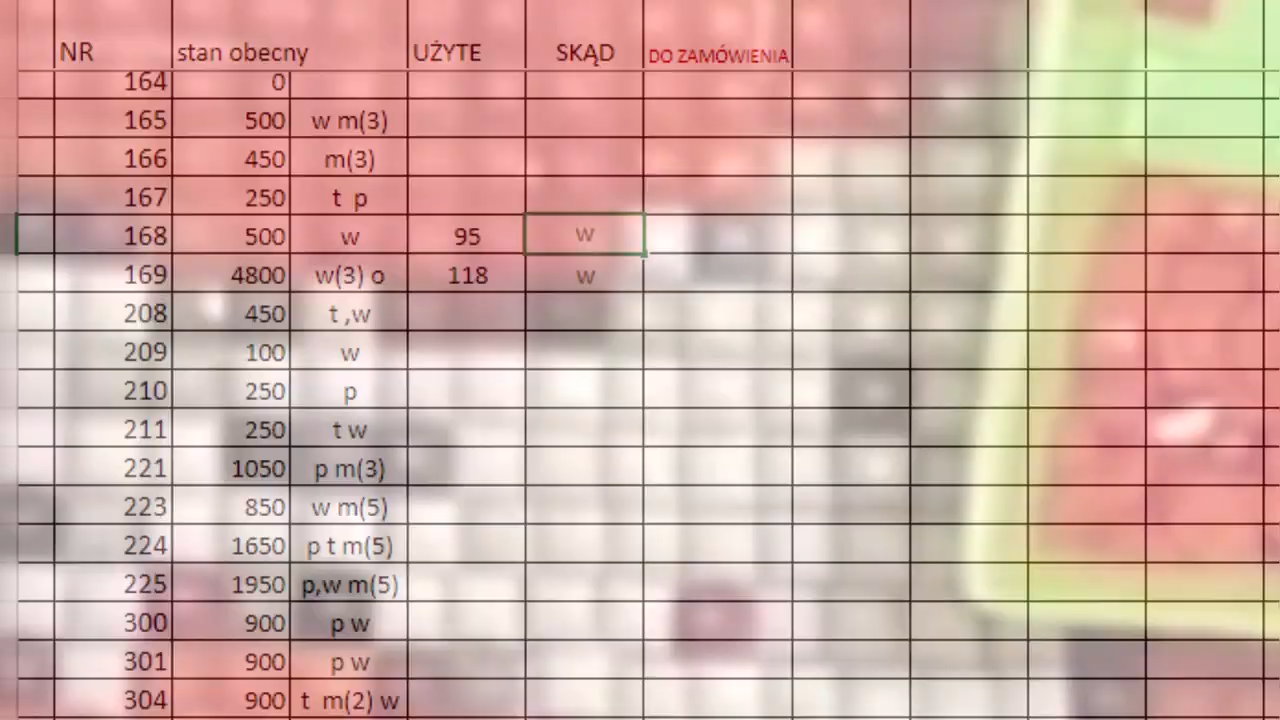 NR stan obecny UŻYTE SKĄD DO ZAMÓWIENIA
164 0
165 500 w m(3)
166 450 m(3)
167 250 t p
168 500 w 95 w
169 4800 w(3) o 118 w
208 450 t ,w
209 100 w
210 250 p
211 250 t w
221 1050 p m(3)
223 850 w m(5)
224 1650 p t m(5)
225 1950 p,w m(5)
300 900 p w
301 900 p w
304 900 t m(2) w